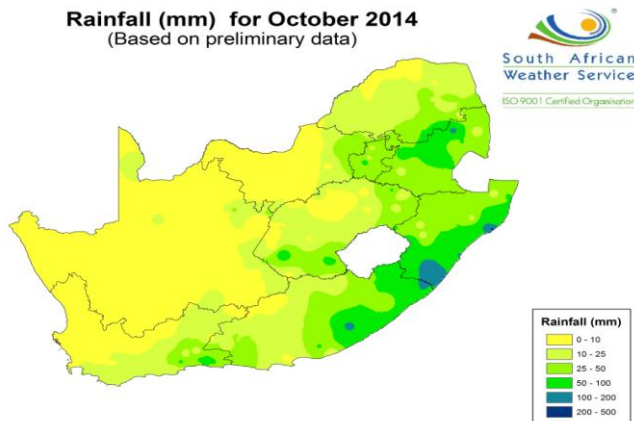 Rainfall (mm) for October 2014
(Based on preliminary data)
South African
Weather Service
ISO 9001 Certified Organisation
Rainfall (mm)
0 - 10
10 - 25
25 - 50
50 - 100
100 - 200
200 - 500